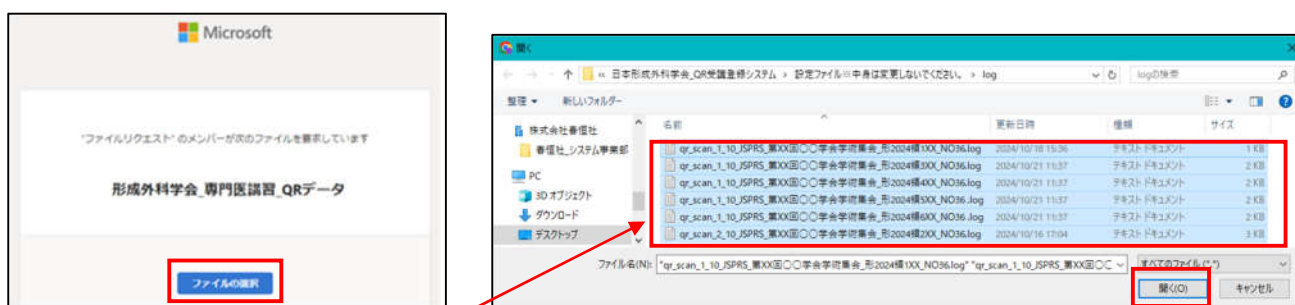 Microsoft
"ファイルリクエスト" のメンバーが次のファイルを要求しています
形成外科学会_専門医講習_QRデータ
ファイルの選択
開く
« 日本形成外科学会_QR受講登録システム > 設定ファイル※中身は変更しないでください。 > log
logの検索
整理 新しいフォルダー
名前 更新日時 種類 サイズ
株式会社春恒社
春恒社_システム事業部
PC
3D オブジェクト
ダウンロード
デスクトップ
qr_scan_1_10_JSPRS_第XX回〇〇学会学術集会_形2024領1XX_NO36.log 2024/10/18 15:36 テキスト ドキュメント 1 KB
qr_scan_1_10_JSPRS_第XX回〇〇学会学術集会_形2024領3XX_NO36.log 2024/10/21 11:37 テキスト ドキュメント 2 KB
qr_scan_1_10_JSPRS_第XX回〇〇学会学術集会_形2024領4XX_NO36.log 2024/10/21 11:37 テキスト ドキュメント 2 KB
qr_scan_1_10_JSPRS_第XX回〇〇学会学術集会_形2024領5XX_NO36.log 2024/10/21 11:37 テキスト ドキュメント 2 KB
qr_scan_1_10_JSPRS_第XX回〇〇学会学術集会_形2024領6XX_NO36.log 2024/10/21 11:37 テキスト ドキュメント 2 KB
qr_scan_2_10_JSPRS_第XX回〇〇学会学術集会_形2024領2XX_NO36.log 2024/10/16 17:04 テキスト ドキュメント 3 KB
ファイル名(N): "qr_scan_1_10_JSPRS_第XX回〇〇学会学術集会_形2024領1XX_NO36.log" "qr_scan_1_10_JSPRS_第XX回〇〇 すべてのファイル (*.*)
開く(O) キャンセル